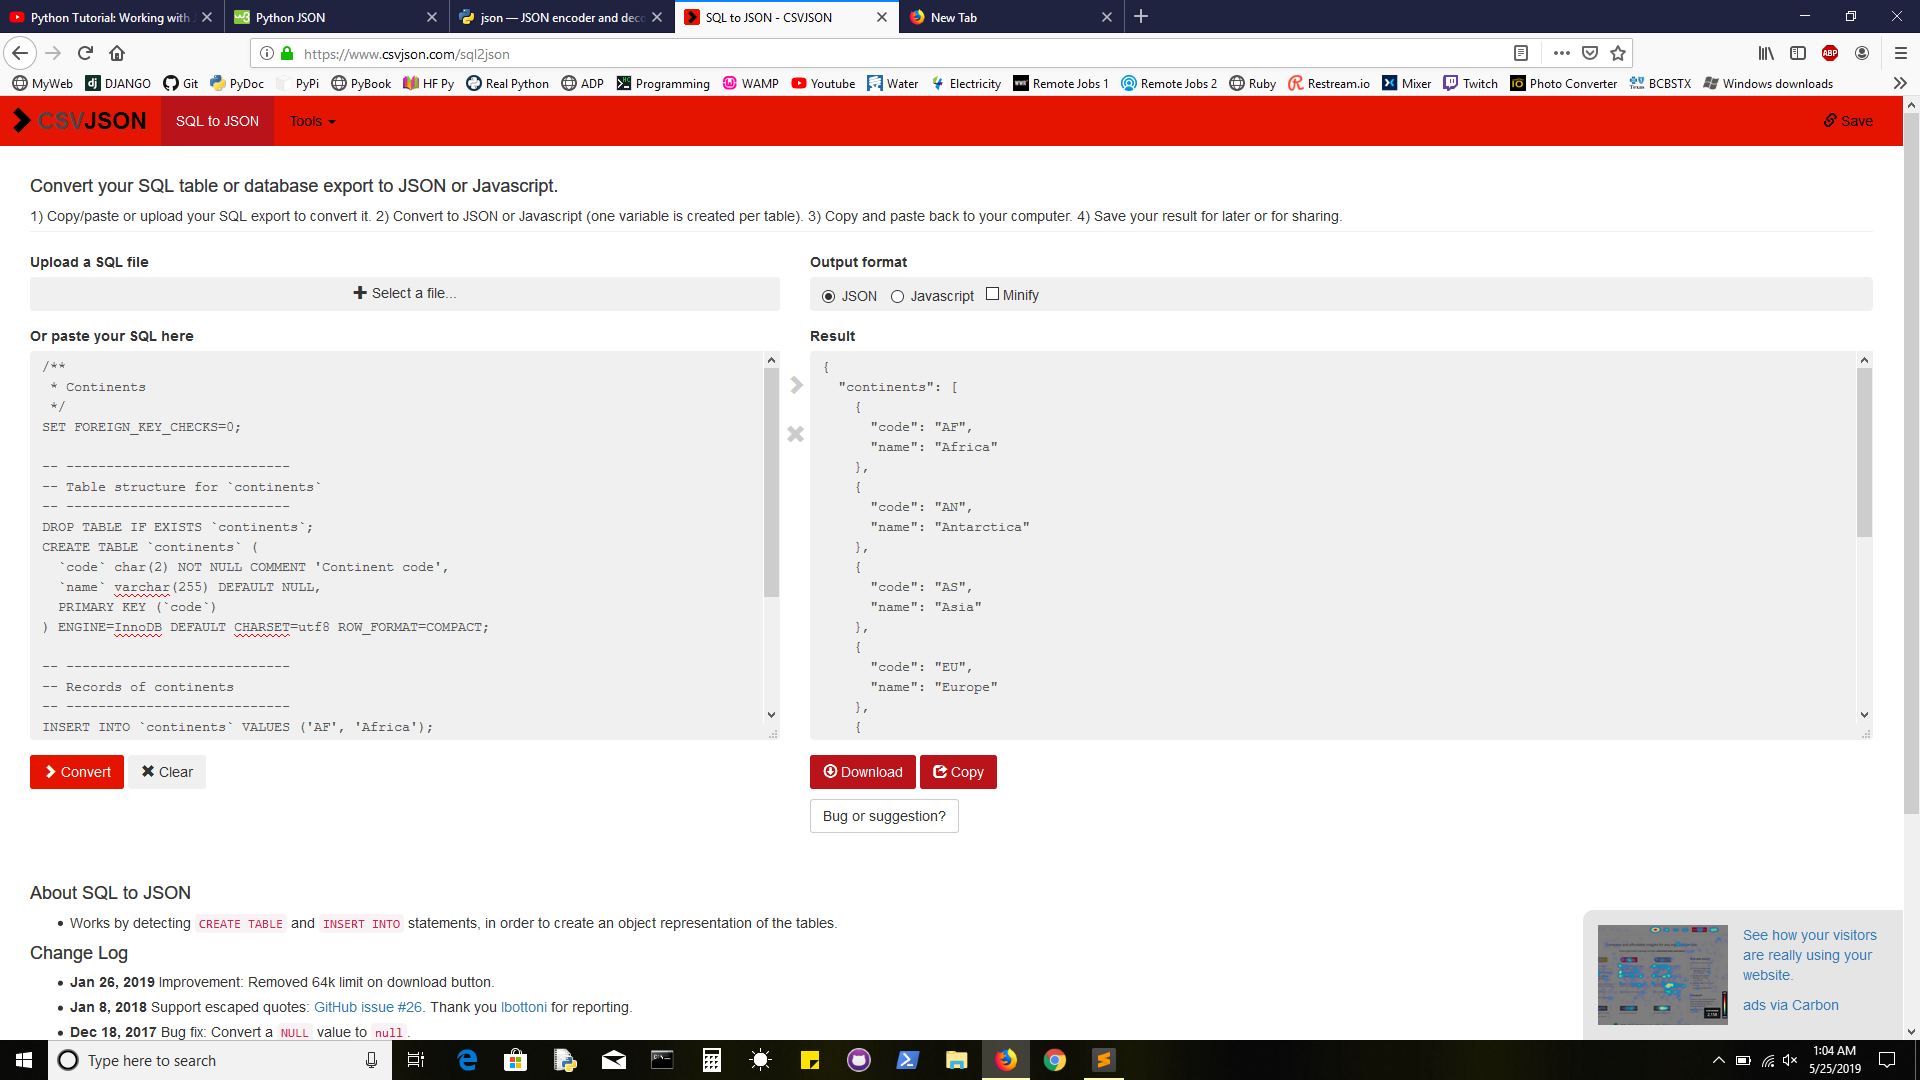 Python Tutorial: Working with
Python JSON
json — JSON encoder and deco
SQL to JSON - CSVJSON
New Tab
https://www.csvjson.com/sql2json
MyWeb
DJANGO
Git
PyDoc
PyPi
PyBook
HF Py
Real Python
ADP
Programming
WAMP
Youtube
Water
Electricity
Remote Jobs 1
Remote Jobs 2
Ruby
Restream.io
Mixer
Twitch
Photo Converter
BCBSTX
Windows downloads
CSVJSON
SQL to JSON
Tools
Save
Convert your SQL table or database export to JSON or Javascript.
1) Copy/paste or upload your SQL export to convert it. 2) Convert to JSON or Javascript (one variable is created per table). 3) Copy and paste back to your computer. 4) Save your result for later or for sharing.
Upload a SQL file
Select a file...
Or paste your SQL here
/**
* Continents
*/
SET FOREIGN_KEY_CHECKS=0;
-- ----------------------------
-- Table structure for `continents`
-- ----------------------------
DROP TABLE IF EXISTS `continents`;
CREATE TABLE `continents` (
`code` char(2) NOT NULL COMMENT 'Continent code',
`name` varchar(255) DEFAULT NULL,
PRIMARY KEY (`code`)
) ENGINE=InnoDB DEFAULT CHARSET=utf8 ROW_FORMAT=COMPACT;
-- ----------------------------
-- Records of continents
-- ----------------------------
INSERT INTO `continents` VALUES ('AF', 'Africa');
Convert
Clear
Output format
JSON
Javascript
Minify
Result
{
"continents": [
{
"code": "AF",
"name": "Africa"
},
{
"code": "AN",
"name": "Antarctica"
},
{
"code": "AS",
"name": "Asia"
},
{
"code": "EU",
"name": "Europe"
},
{
Download
Copy
Bug or suggestion?
About SQL to JSON
• Works by detecting CREATE TABLE and INSERT INTO statements, in order to create an object representation of the tables.
Change Log
• Jan 26, 2019 Improvement: Removed 64k limit on download button.
• Jan 8, 2018 Support escaped quotes: GitHub issue #26. Thank you lbottoni for reporting.
• Dec 18, 2017 Bug fix: Convert a NULL value to null.
See how your visitors
are really using your
website.
ads via Carbon
Type here to search
1:04 AM
5/25/2019